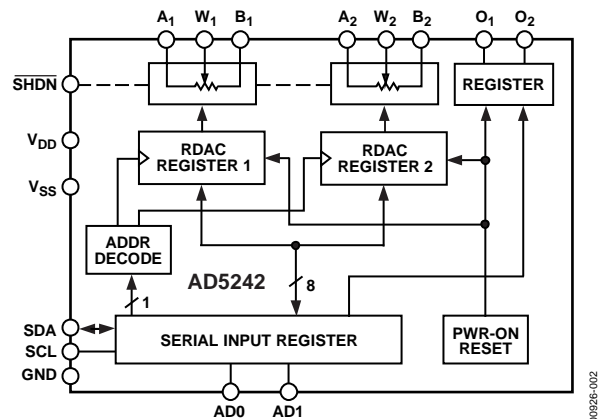 A1 W1 B1 A2 W2 B2 O1 O2
SHDN
REGISTER
VDD
RDAC
REGISTER 1
RDAC
REGISTER 2
VSS
ADDR
DECODE
AD5242
8
1
SDA
SERIAL INPUT REGISTER
PWR-ON
RESET
SCL
GND
AD0 AD1
00926-002